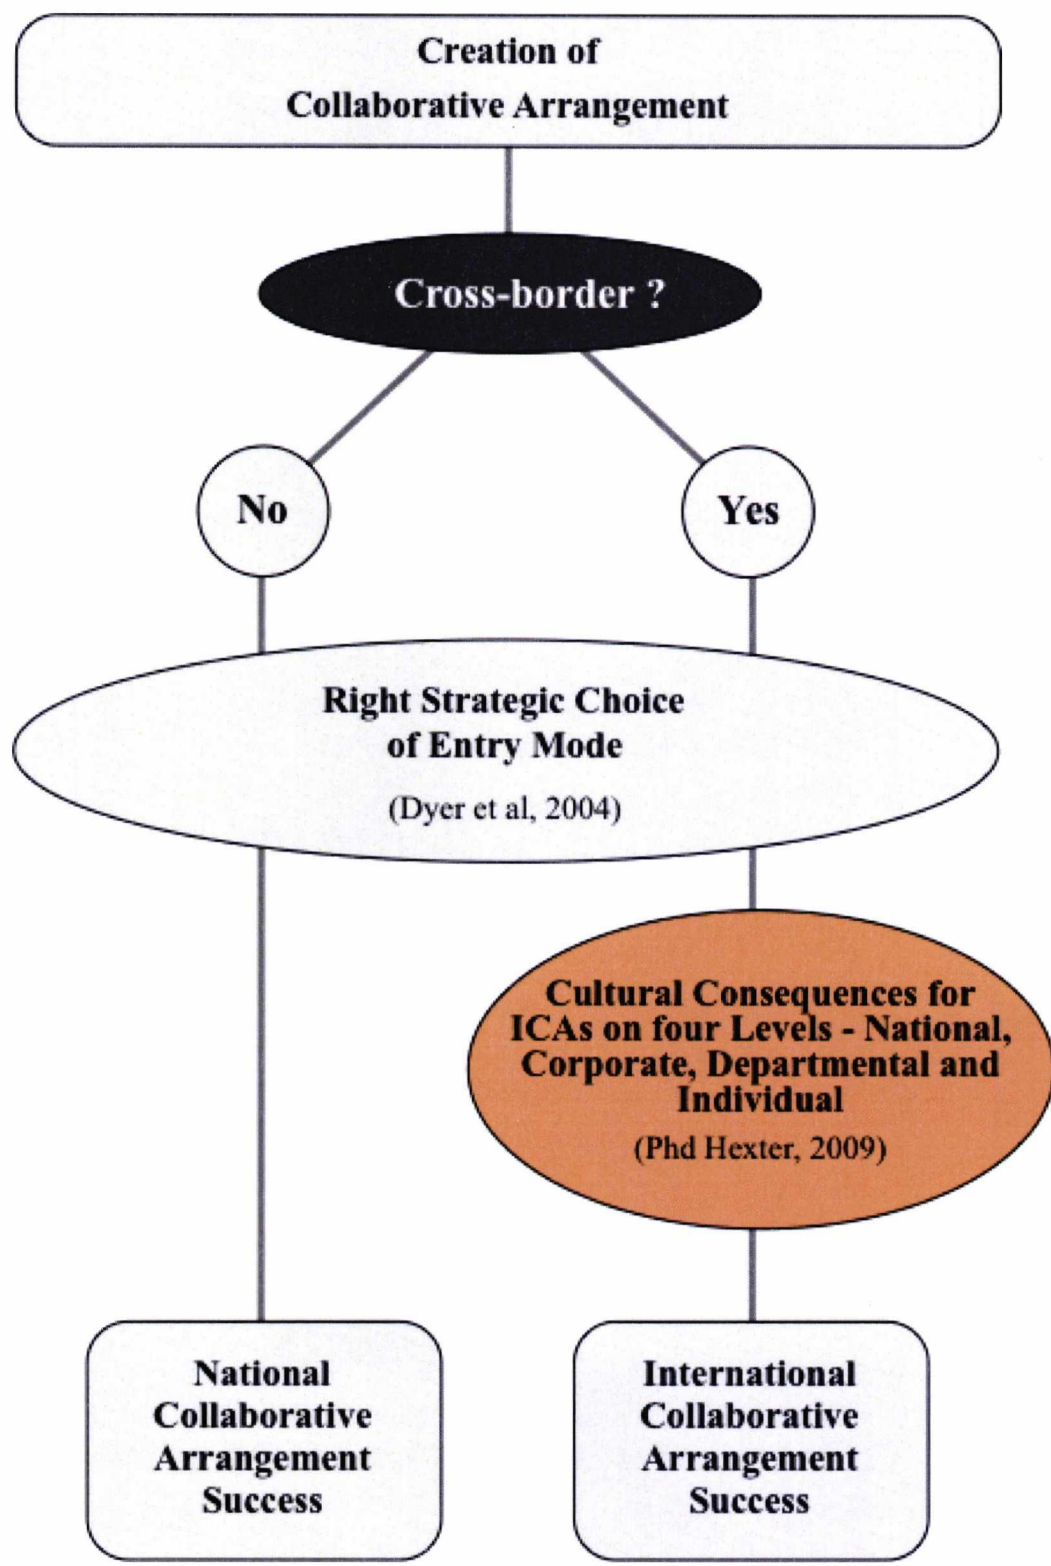 Creation of
Collaborative Arrangement
Cross-border ?
No
Yes
Right Strategic Choice
of Entry Mode
(Dyer et al, 2004)
Cultural Consequences for
ICAs on four Levels - National,
Corporate, Departmental and
Individual
(Phd Hexter, 2009)
National
Collaborative
Arrangement
Success
International
Collaborative
Arrangement
Success